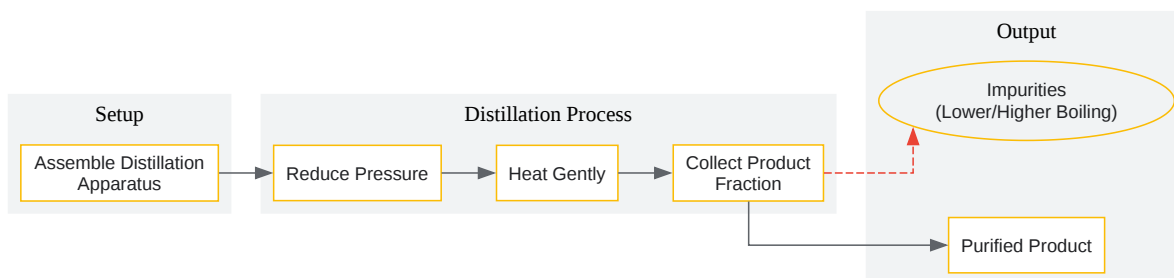 Setup
Assemble Distillation
Apparatus
Distillation Process
Reduce Pressure
Heat Gently
Collect Product
Fraction
Output
Impurities
(Lower/Higher Boiling)
Purified Product